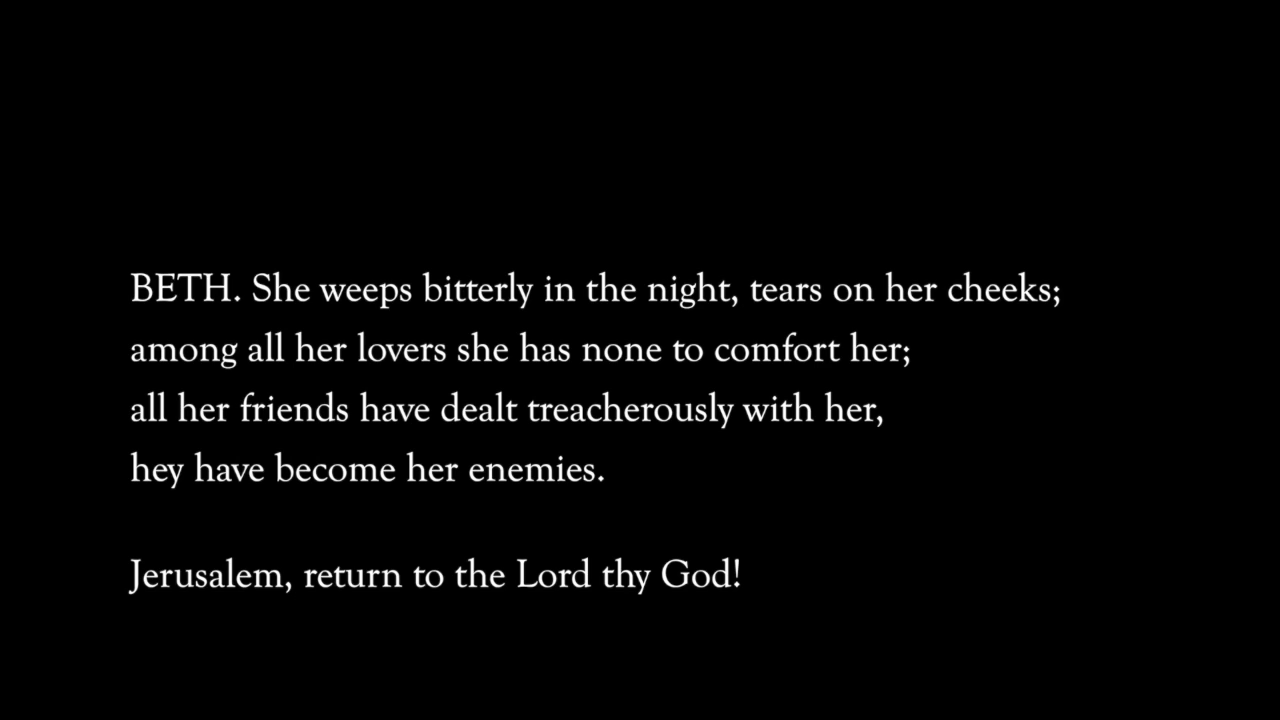 BETH. She weeps bitterly in the night, tears on her cheeks;
among all her lovers she has none to comfort her;
all her friends have dealt treacherously with her,
hey have become her enemies.
Jerusalem, return to the Lord thy God!